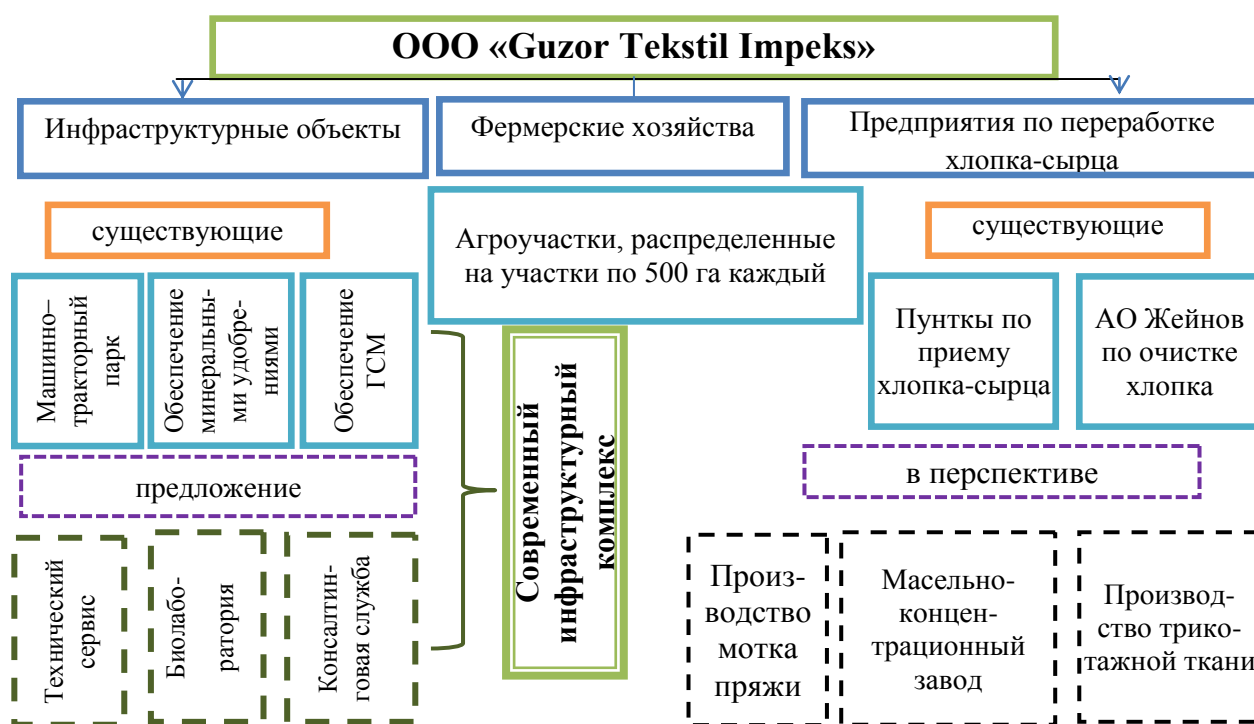 ООО «Guzor Tekstil Impeks»
Инфраструктурные объекты
Фермерские хозяйства
Предприятия по переработке
хлопка-сырца
существующие
Агроучастки, распределенные
на участки по 500 га каждый
существующие
Машинно–
тракторный
парк
Обеспечение
минеральны-
ми удобре-
ниями
Обеспечение
ГСМ
Современный
инфраструктурный
комплекс
Пунткы по
приему
хлопка-сырца
АО Жейнов
по очистке
хлопка
предложение
в перспективе
Технический
сервис
Биолабо-
ратория
Консалтин-
говая служба
Произ-
водство
мотка
пряжи
Масельно-
концен-
трационный
завод
Производ-
ство трико-
тажной ткани